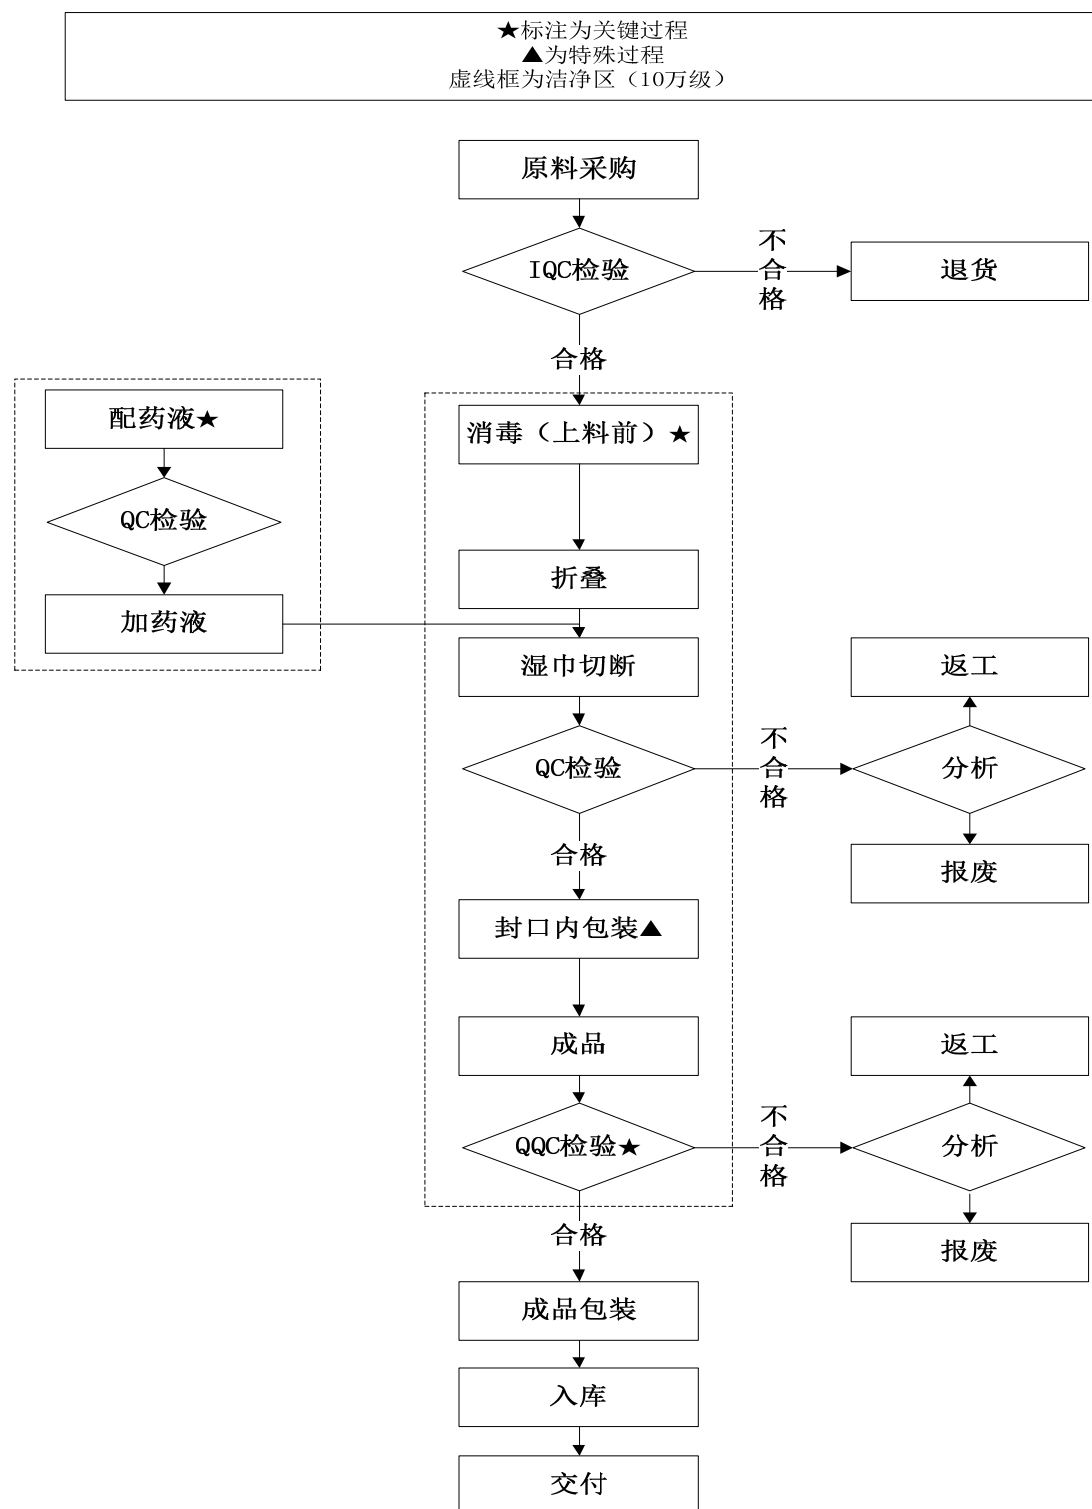 ★标注为关键过程
▲为特殊过程
虚线框为洁净区（10万级）
原料采购
IQC检验
不合格
退货
合格
配药液★
消毒（上料前）★
QC检验
折叠
加药液
湿巾切断
返工
QC检验
不合格
分析
合格
报废
封口内包装▲
成品
返工
QQC检验★
不合格
分析
合格
报废
成品包装
入库
交付